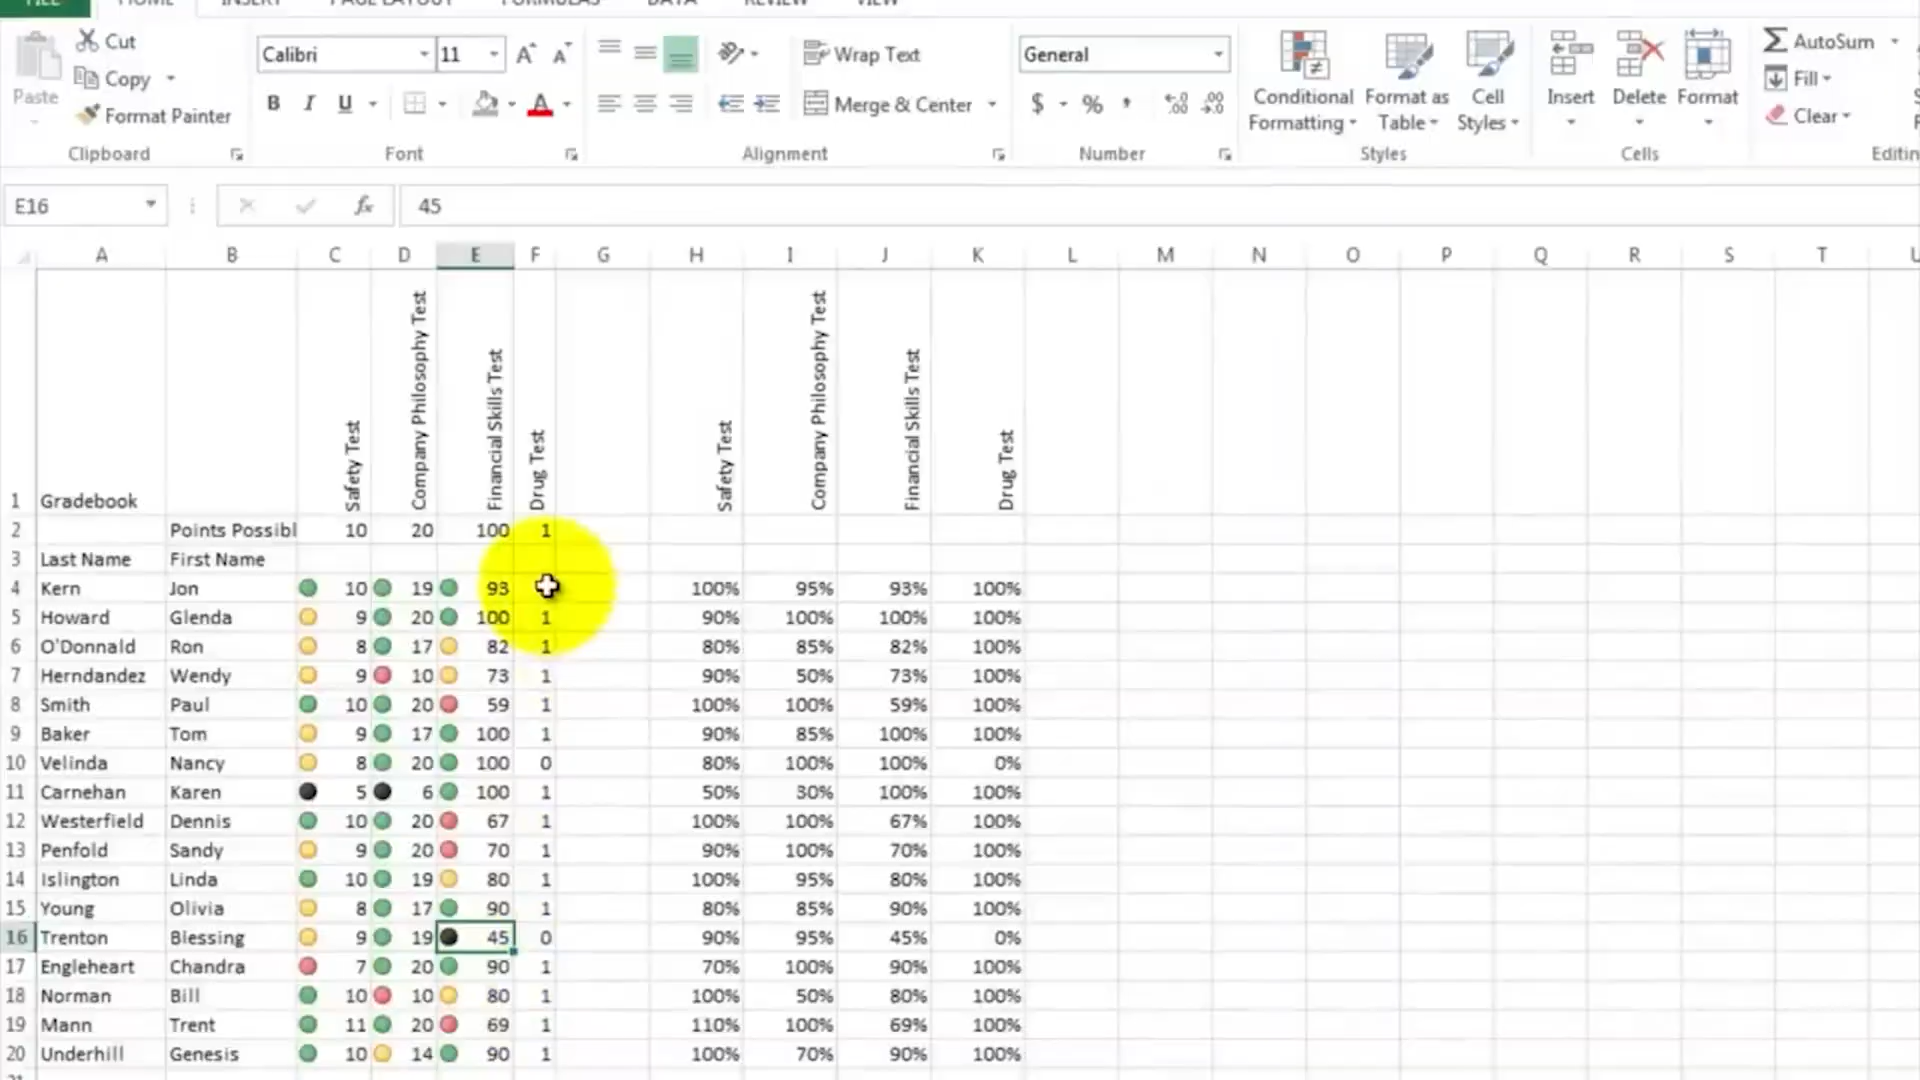 FILE HOME INSERT PAGE LAYOUT FORMULAS DATA REVIEW VIEW
Cut
Copy
Format Painter
Paste
Clipboard
Calibri 11
B I U
Font
Wrap Text
Merge & Center
Alignment
General
$ % ,
Number
Conditional Formatting
Format as Table
Cell Styles
Styles
Insert
Delete
Format
Cells
AutoSum
Fill
Clear
E16 fx 45
A B C D E F G H I J K L M N O P Q R S T U
1 Gradebook Safety Test Company Philosophy Test Financial Skills Test Drug Test Safety Test Company Philosophy Test Financial Skills Test Drug Test
2 Points Possibl 10 20 100 1
3 Last Name First Name
4 Kern Jon 10 19 93 100% 95% 93% 100%
5 Howard Glenda 9 20 100 1 90% 100% 100% 100%
6 O'Donnald Ron 8 17 82 1 80% 85% 82% 100%
7 Herndandez Wendy 9 10 73 1 90% 50% 73% 100%
8 Smith Paul 10 20 59 1 100% 100% 59% 100%
9 Baker Tom 9 17 100 1 90% 85% 100% 100%
10 Velinda Nancy 8 20 100 0 80% 100% 100% 0%
11 Carnehan Karen 5 6 100 1 50% 30% 100% 100%
12 Westerfield Dennis 10 20 67 1 100% 100% 67% 100%
13 Penfold Sandy 9 20 70 1 90% 100% 70% 100%
14 Islington Linda 10 19 80 1 100% 95% 80% 100%
15 Young Olivia 8 17 90 1 80% 85% 90% 100%
16 Trenton Blessing 9 19 45 0 90% 95% 45% 0%
17 Engleheart Chandra 7 20 90 1 70% 100% 90% 100%
18 Norman Bill 10 10 80 1 100% 50% 80% 100%
19 Mann Trent 11 20 69 1 110% 100% 69% 100%
20 Underhill Genesis 10 14 90 1 100% 70% 90% 100%